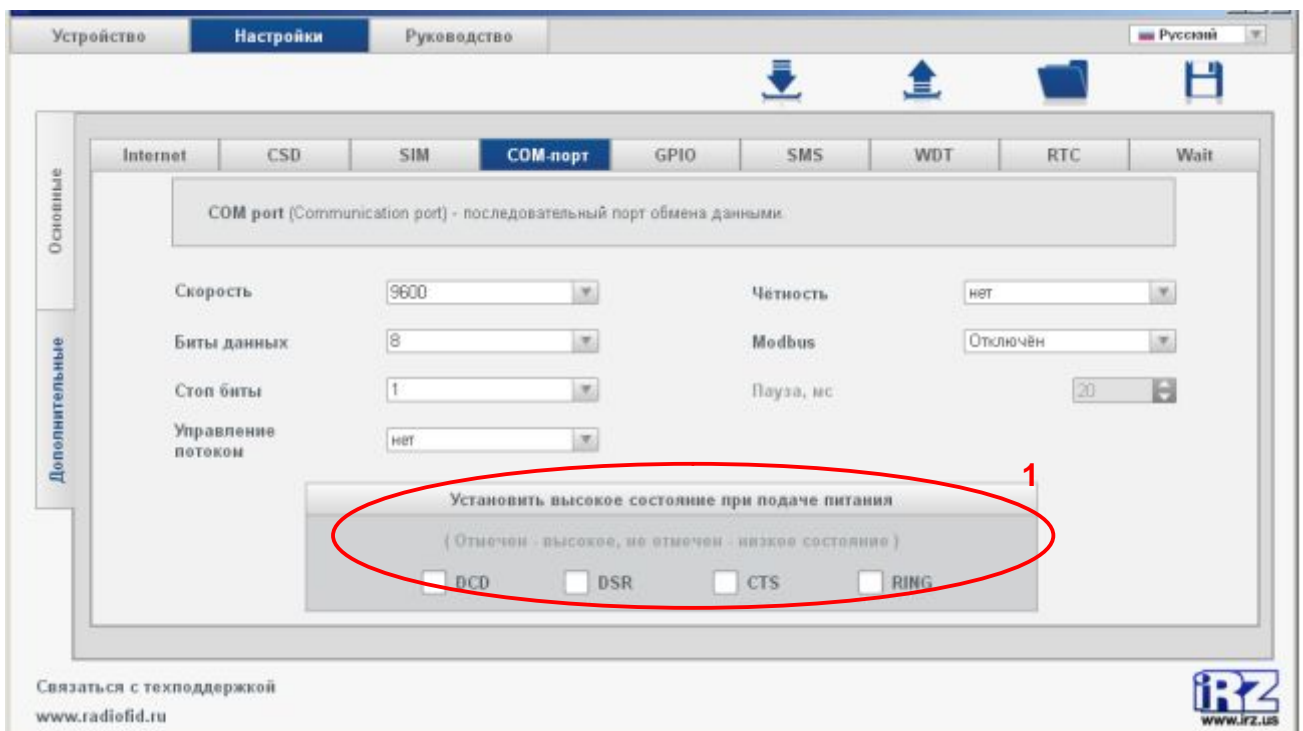 Устройство Настройки Руководство Русский
Internet CSD SIM COM-порт GPIO SMS WDT RTC Wait
Основные
Дополнительные
COM port (Communication port) - последовательный порт обмена данными.
Скорость 9600 Чётность нет
Биты данных 8 Modbus Отключён
Стоп биты 1 Пауза, мс 20
Управление
потоком нет
1
Установить высокое состояние при подаче питания
( Отмечен - высокое, не отмечен - низкое состояние )
DCD DSR CTS RING
Связаться с техподдержкой
www.radiofid.ru
iRZ
www.irz.us